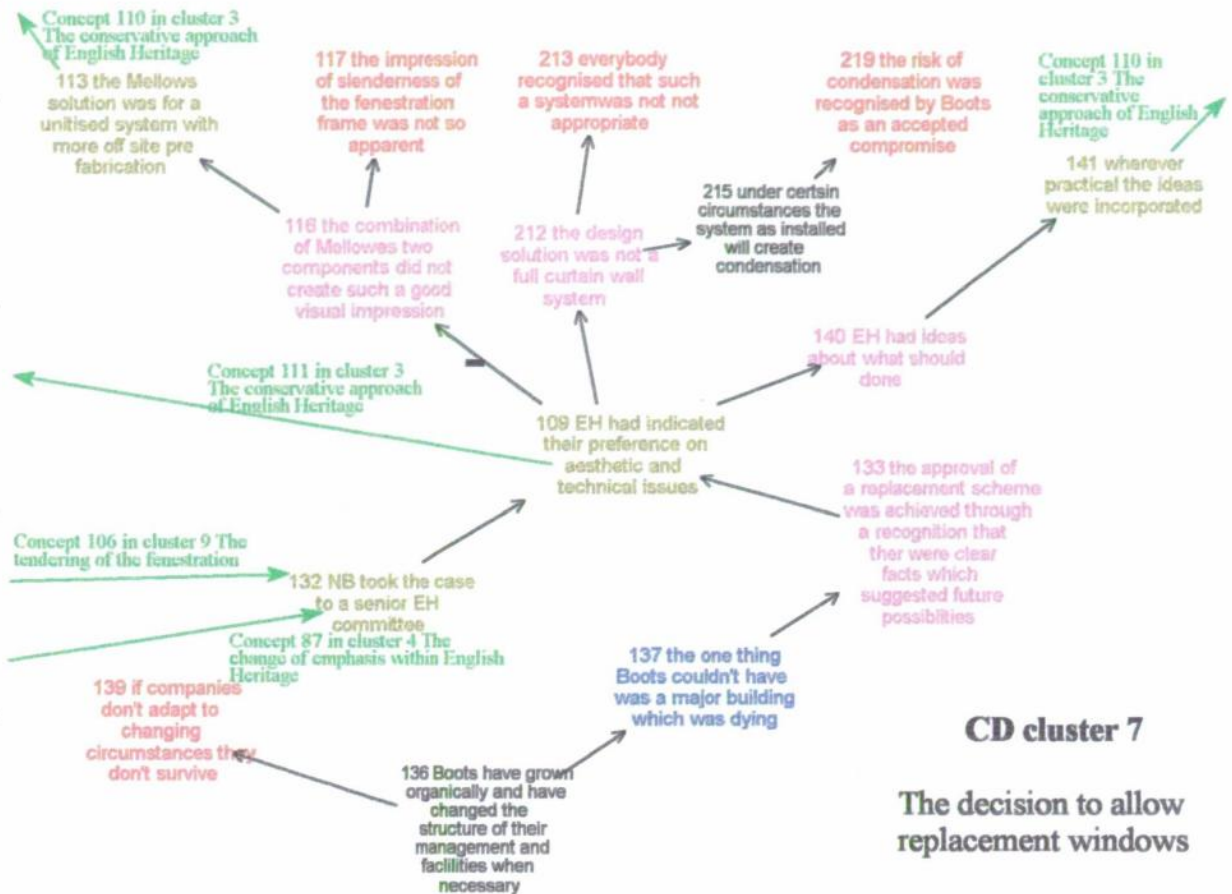 Concept 110 in cluster 3
The conservative approach
of English Heritage
113 the Mellows
solution was for a
unitised system with
more off site pre
fabrication
117 the impression
of slenderness of
the fenestration
frame was not so
apparent
213 everybody
recognised that such
a systemwas not not
appropriate
219 the risk of
condensation was
recognised by Boots
as an accepted
compromise
Concept 110 in
cluster 3 The
conservative
approach of English
Heritage
141 wherever
practical the ideas
were incorporated
116 the combination
of Mellowes two
components did not
create such a good
visual impression
212 the design
solution was not a
full curtain wall
system
215 under certsin
circumstances the
system as installed
will create
condensation
140 EH had ideas
about what should
done
Concept 111 in cluster 3
The conservative approach
of English Heritage
109 EH had indicated
their preference on
aesthetic and
technical issues
133 the approval of
a replacement scheme
was achieved through
a recognition that
ther were clear
facts which
suggested future
possiblities
Concept 106 in cluster 9 The
tendering of the fenestration
132 NB took the case
to a senior EH
committee
Concept 87 in cluster 4 The
change of emphasis within English
Heritage
137 the one thing
Boots couldn't have
was a major building
which was dying
139 if companies
don't adapt to
changing
circumstances they
don't survive
136 Boots have grown
organically and have
changed the
structure of their
management and
faclilities when
necessary
CD cluster 7
The decision to allow
replacement windows